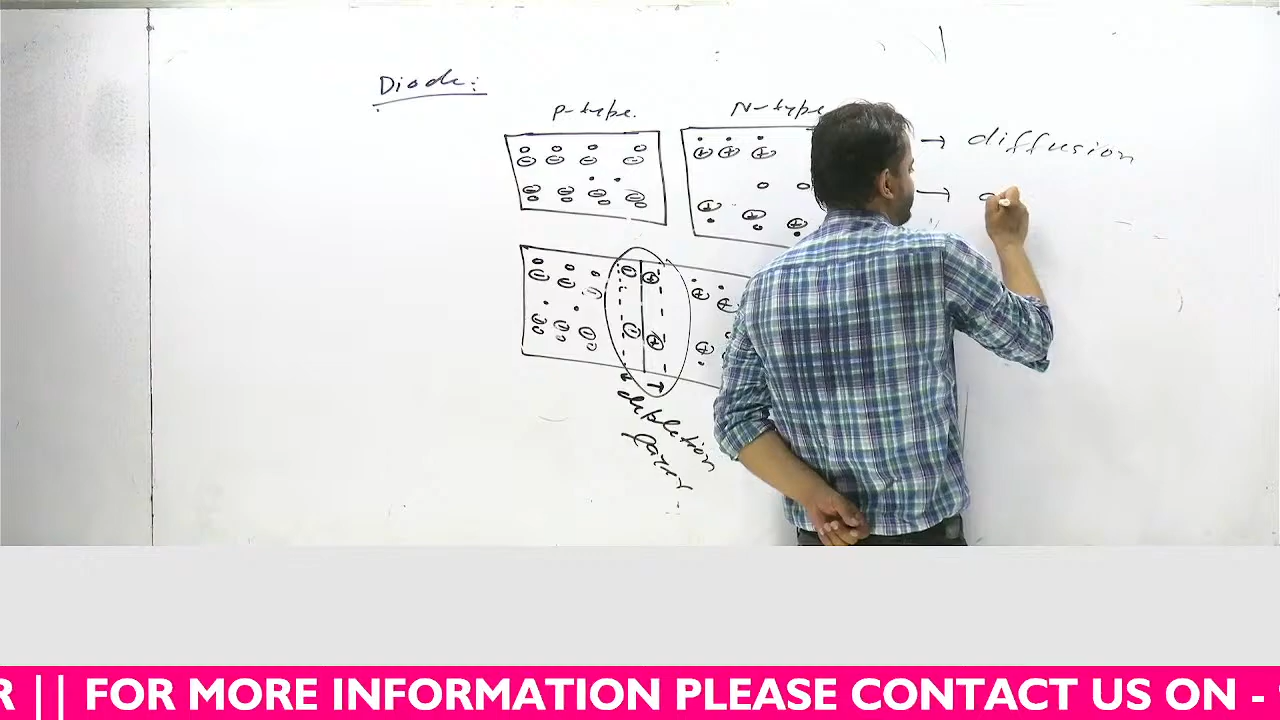 Diode:
P-type.
N-type
→ diffusion
→
depletion
layer
R || FOR MORE INFORMATION PLEASE CONTACT US ON -